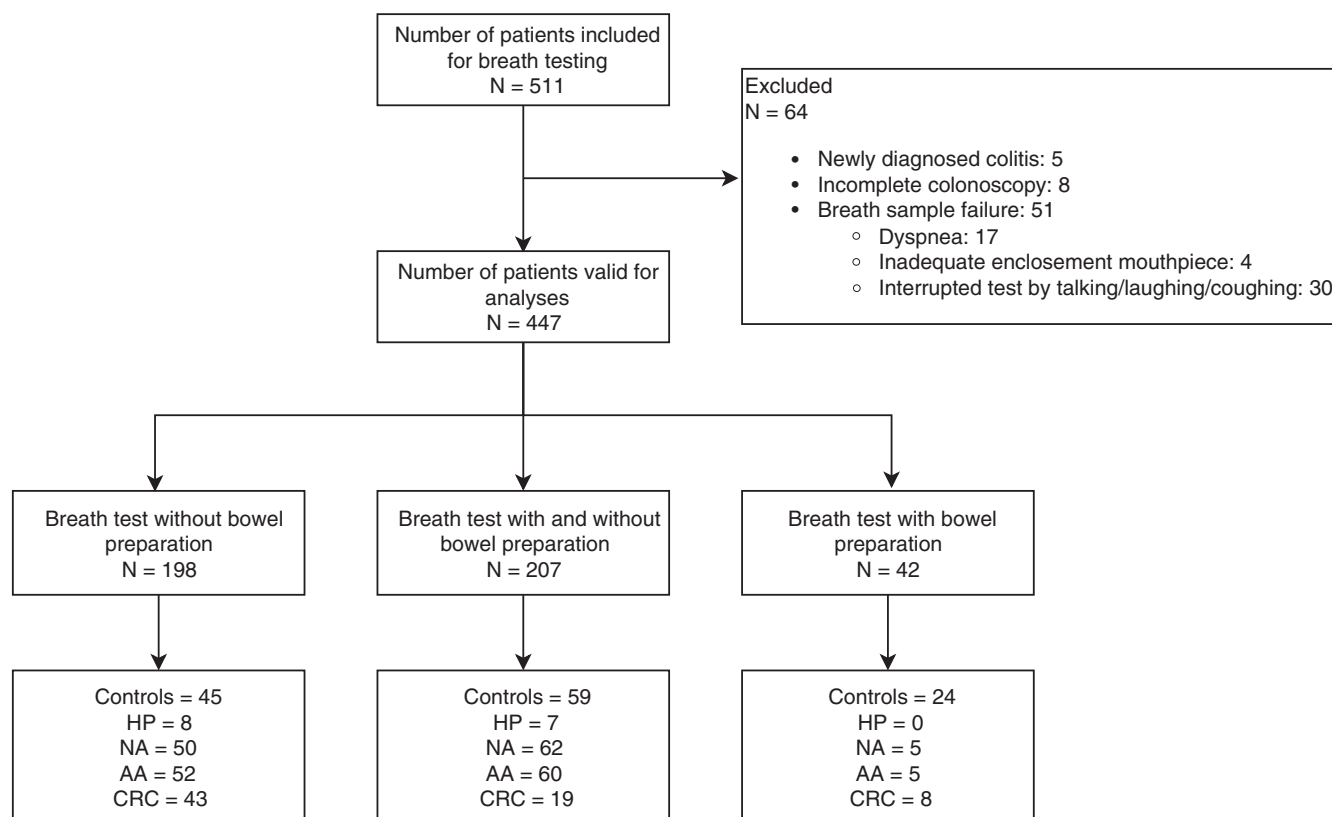 Number of patients included
for breath testing
N = 511
Excluded
N = 64
• Newly diagnosed colitis: 5
• Incomplete colonoscopy: 8
• Breath sample failure: 51
○ Dyspnea: 17
○ Inadequate enclosement mouthpiece: 4
○ Interrupted test by talking/laughing/coughing: 30
Number of patients valid for
analyses
N = 447
Breath test without bowel
preparation
N = 198
Breath test with and without
bowel preparation
N = 207
Breath test with bowel
preparation
N = 42
Controls = 45
HP = 8
NA = 50
AA = 52
CRC = 43
Controls = 59
HP = 7
NA = 62
AA = 60
CRC = 19
Controls = 24
HP = 0
NA = 5
AA = 5
CRC = 8